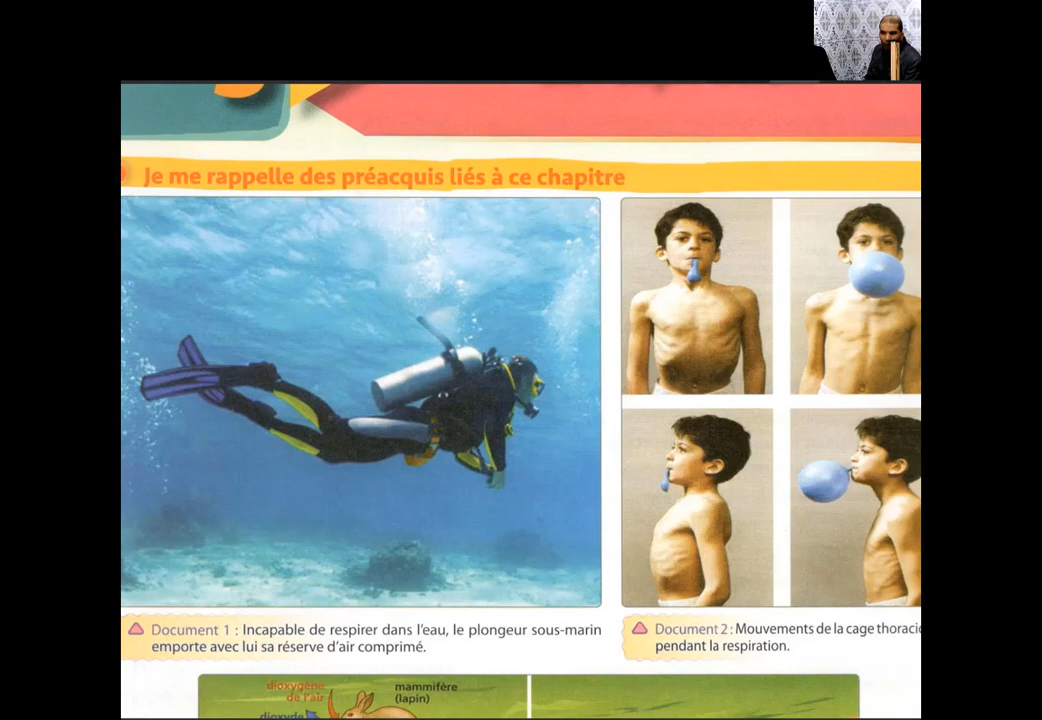 Je me rappelle des préacquis liés à ce chapitre
Document 1 : Incapable de respirer dans l'eau, le plongeur sous-marin
emporte avec lui sa réserve d'air comprimé.
Document 2 : Mouvements de la cage thoraci
pendant la respiration.
dioxygène
de l'air
mammifère
(lapin)
dioxyde